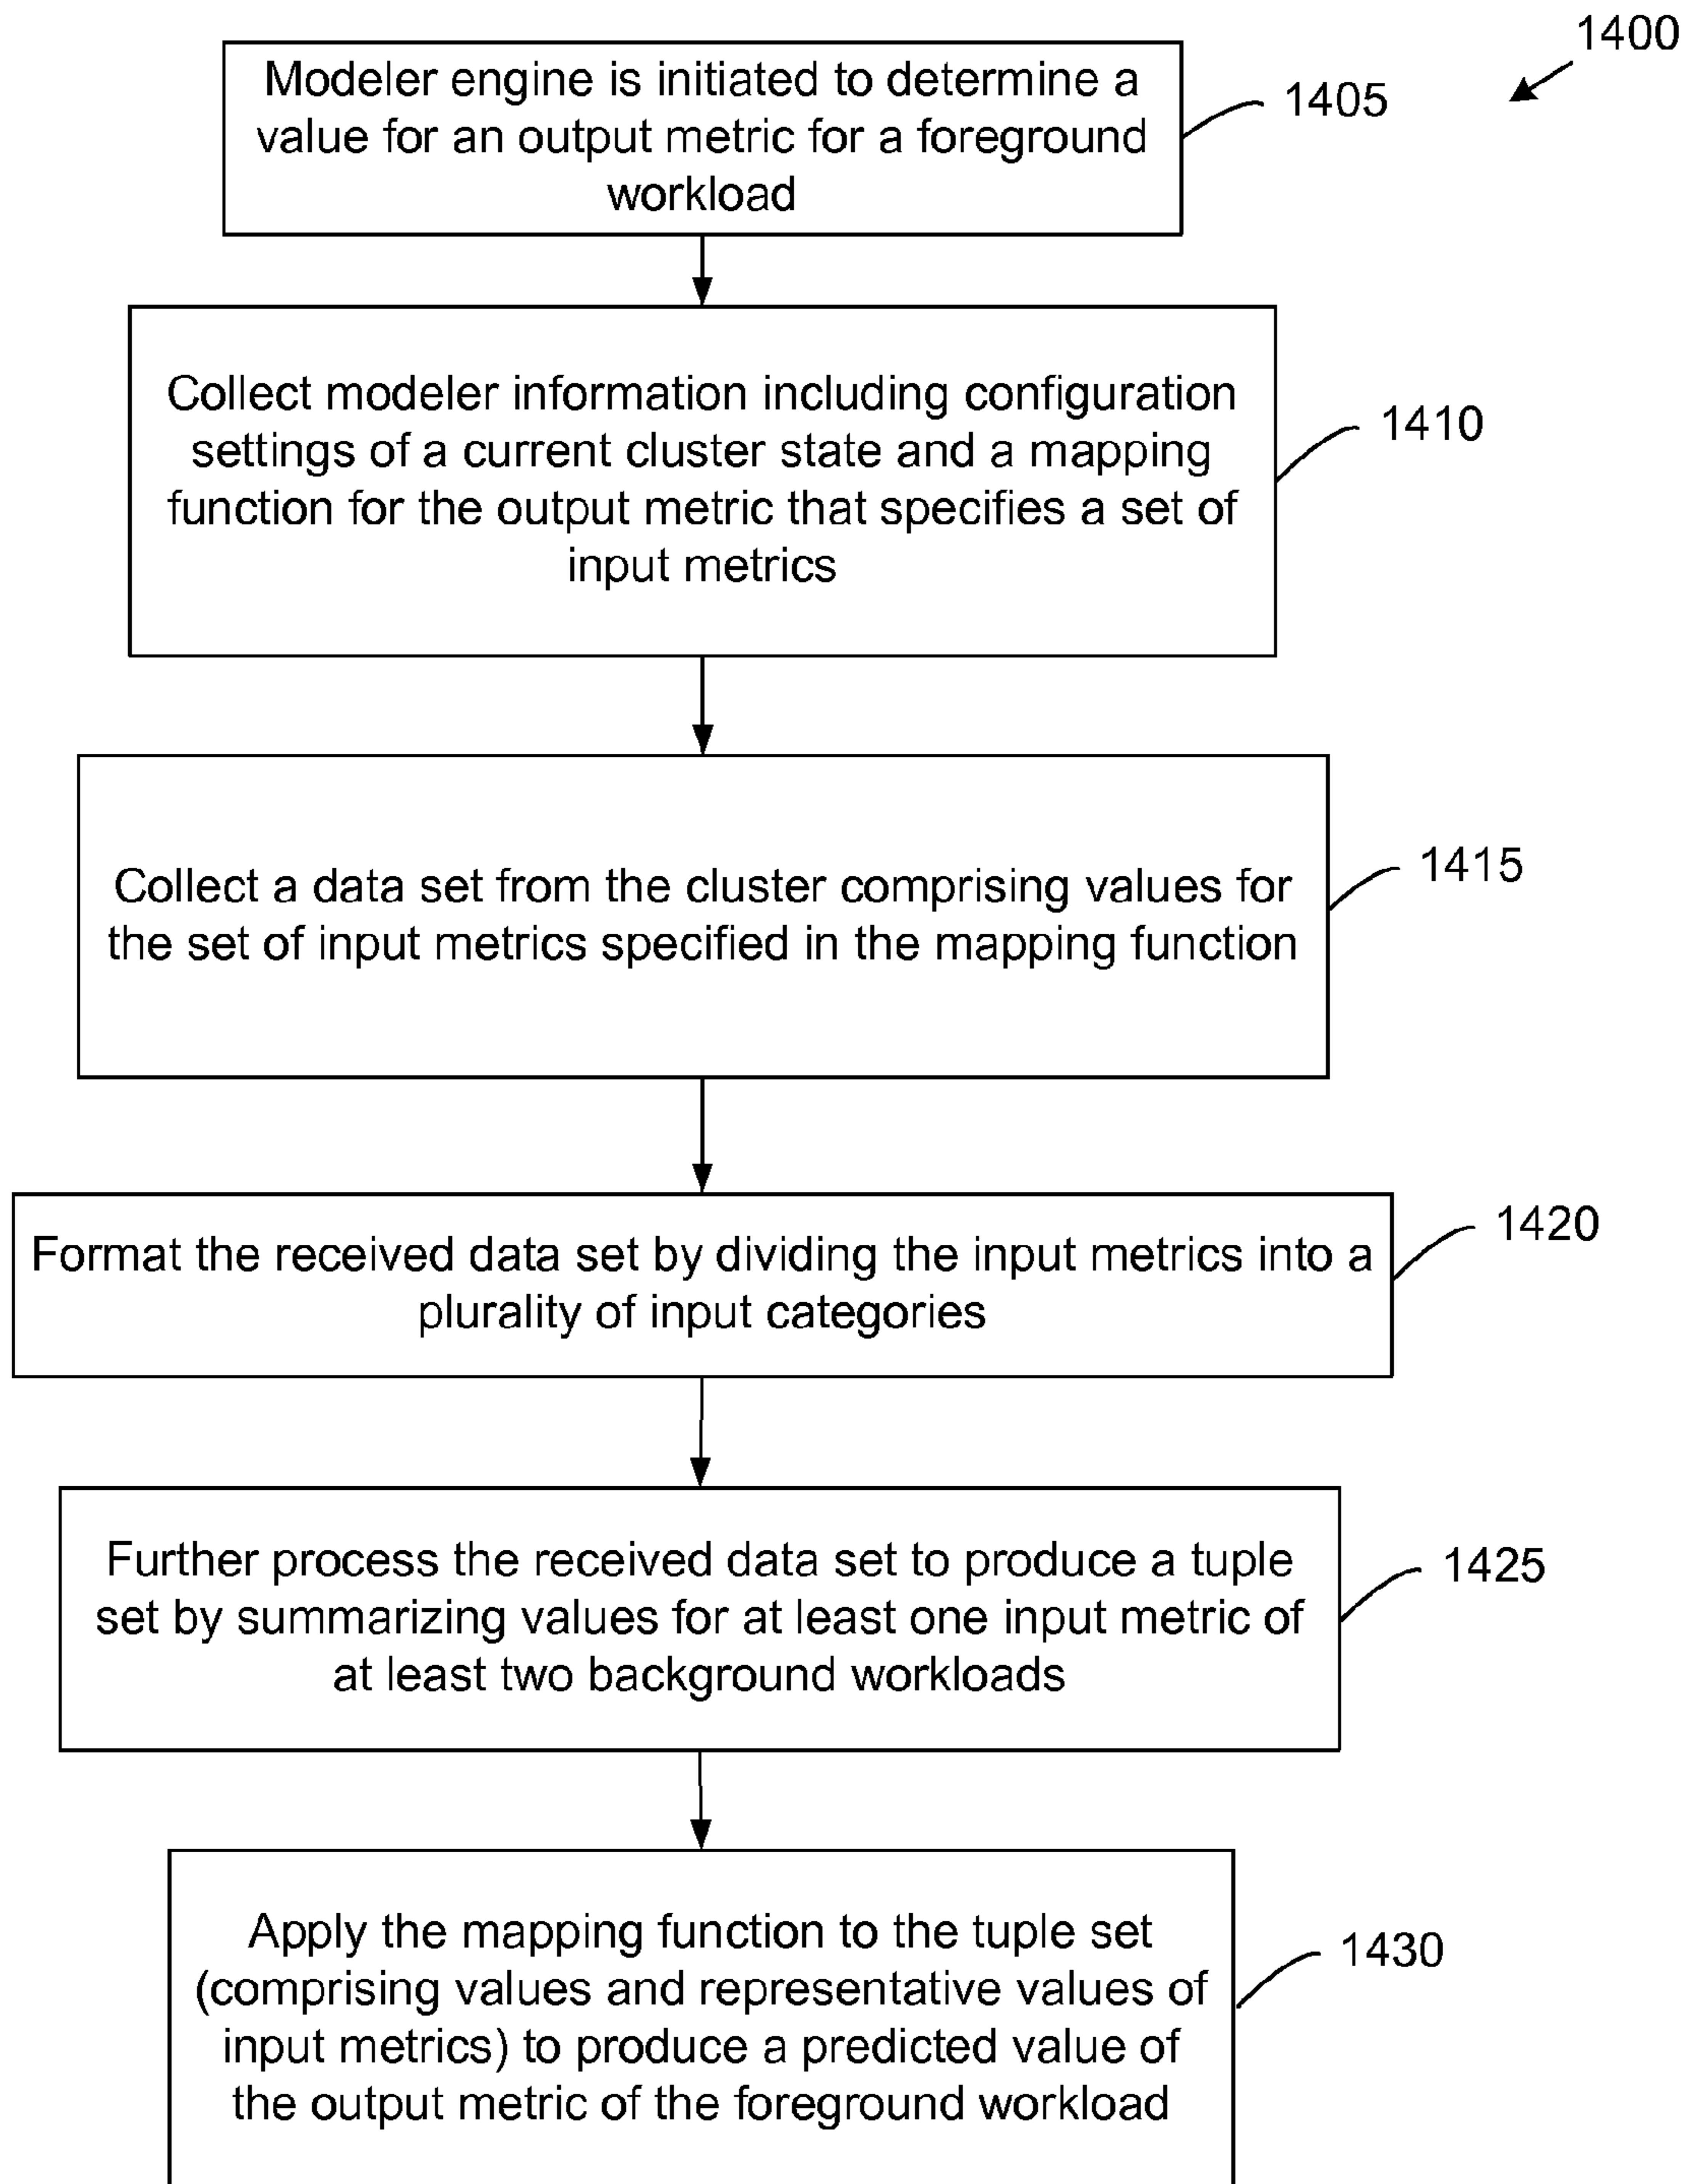 1400
Modeler engine is initiated to determine a
value for an output metric for a foreground
workload
1405
Collect modeler information including configuration
settings of a current cluster state and a mapping
function for the output metric that specifies a set of
input metrics
1410
Collect a data set from the cluster comprising values for
the set of input metrics specified in the mapping function
1415
Format the received data set by dividing the input metrics into a
plurality of input categories
1420
Further process the received data set to produce a tuple
set by summarizing values for at least one input metric of
at least two background workloads
1425
Apply the mapping function to the tuple set
(comprising values and representative values of
input metrics) to produce a predicted value of
the output metric of the foreground workload
1430